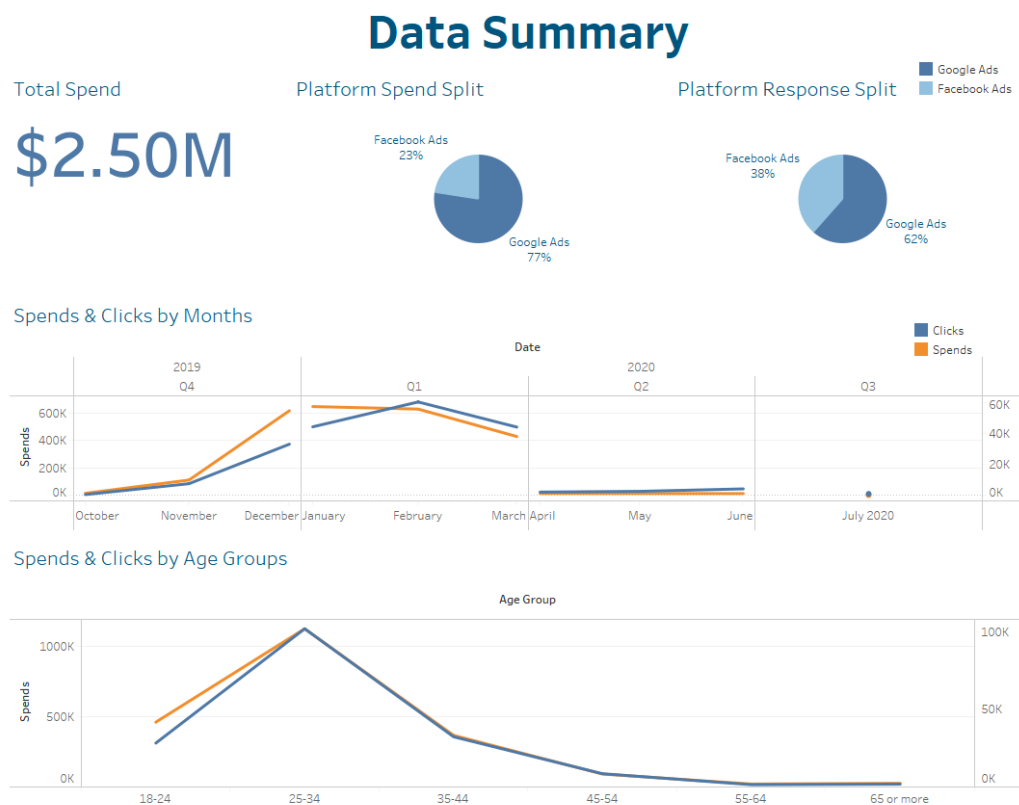 Data Summary
Total Spend
Platform Spend Split
Platform Response Split
Google Ads
Facebook Ads
$2.50M
Facebook Ads
23%
Google Ads
77%
Facebook Ads
38%
Google Ads
62%
Spends & Clicks by Months
Clicks
Spends
Date
2019
2020
Q4
Q1
Q2
Q3
Spends
600K
400K
200K
0K
60K
40K
20K
0K
October
November
December
January
February
March
April
May
June
July 2020
Spends & Clicks by Age Groups
Age Group
Spends
1000K
500K
0K
100K
50K
0K
18-24
25-34
35-44
45-54
55-64
65 or more